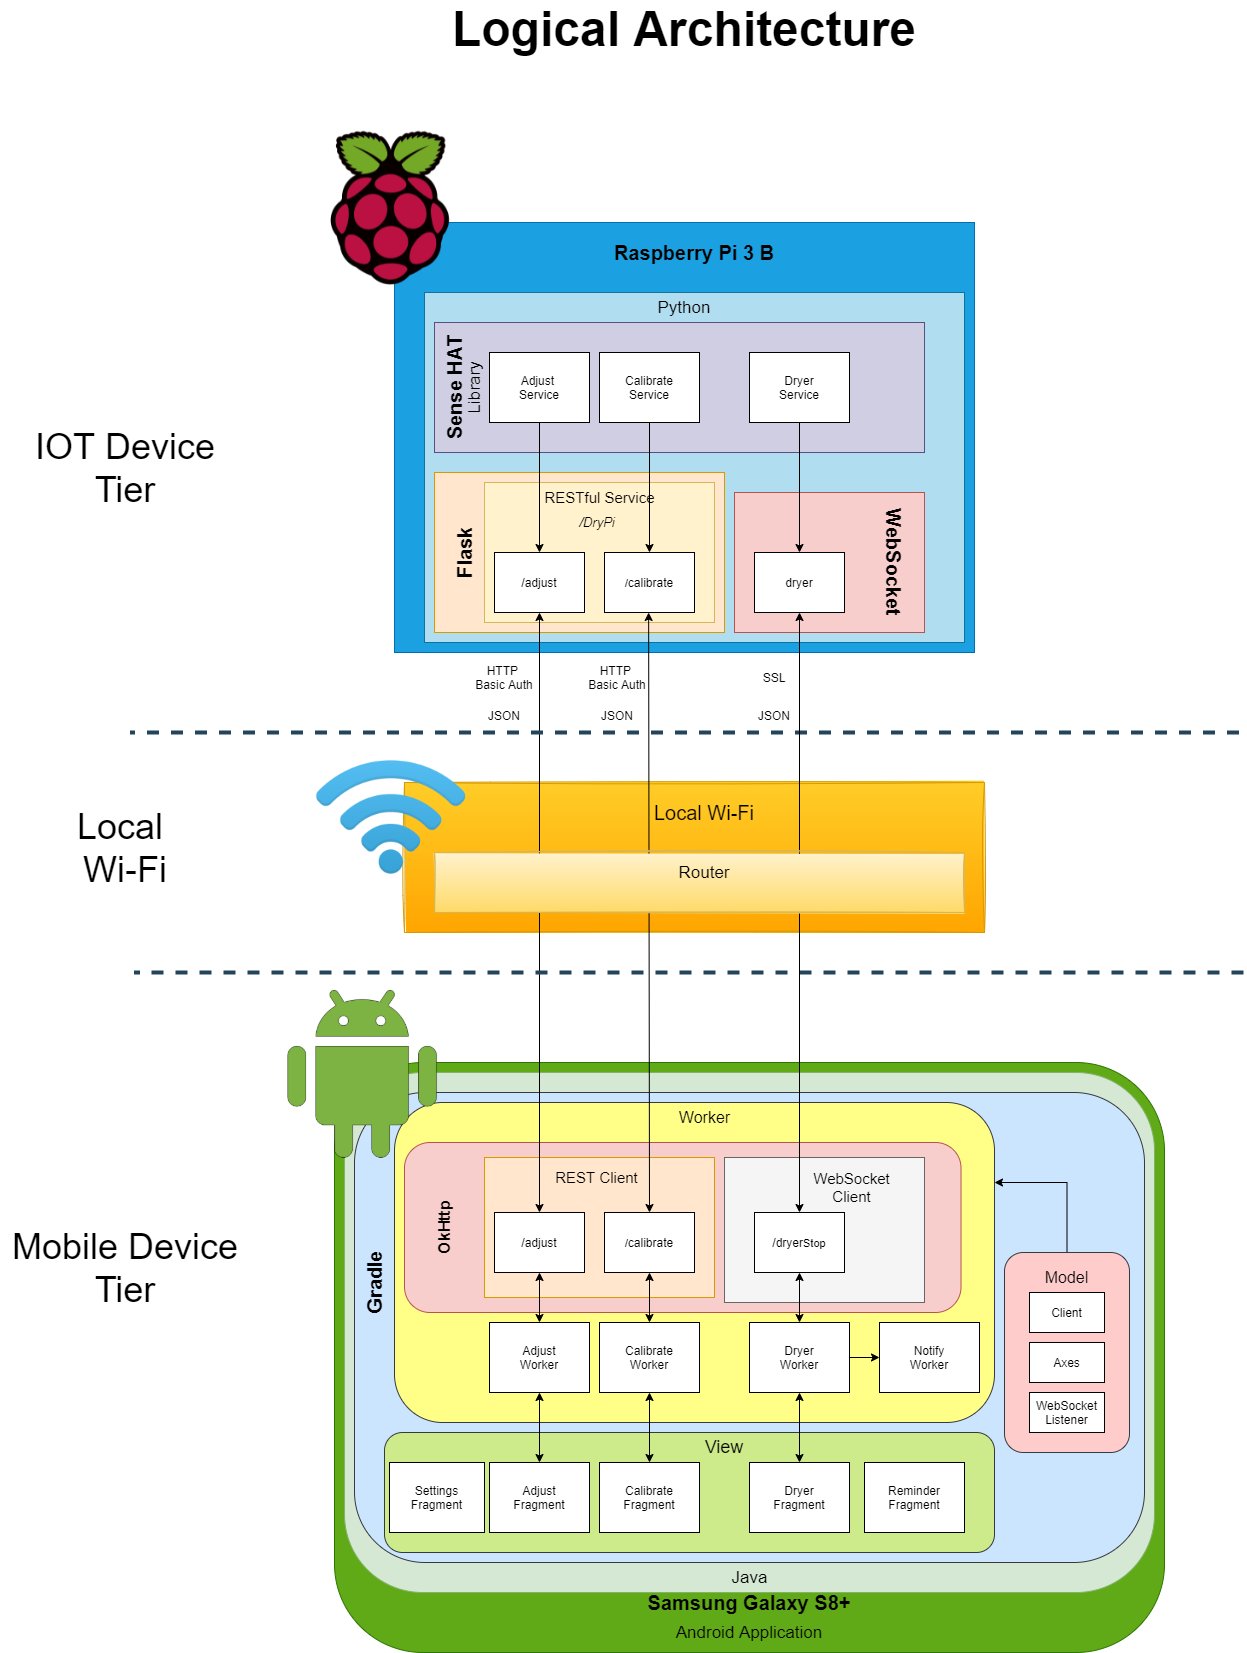 Logical Architecture
Raspberry Pi 3 B
Python
Sense HAT
Library
Adjust
Service
Calibrate
Service
Dryer
Service
IOT Device
Tier
Flask
RESTful Service
/DryPi
/adjust
/calibrate
WebSocket
dryer
HTTP
Basic Auth
JSON
HTTP
Basic Auth
JSON
SSL
JSON
Local
Wi-Fi
Local Wi-Fi
Router
Mobile Device
Tier
Worker
Gradle
OkHttp
REST Client
/adjust
/calibrate
WebSocket
Client
/dryerStop
Adjust
Worker
Calibrate
Worker
Dryer
Worker
Notify
Worker
Model
Client
Axes
WebSocket
Listener
View
Settings
Fragment
Adjust
Fragment
Calibrate
Fragment
Dryer
Fragment
Reminder
Fragment
Java
Samsung Galaxy S8+
Android Application